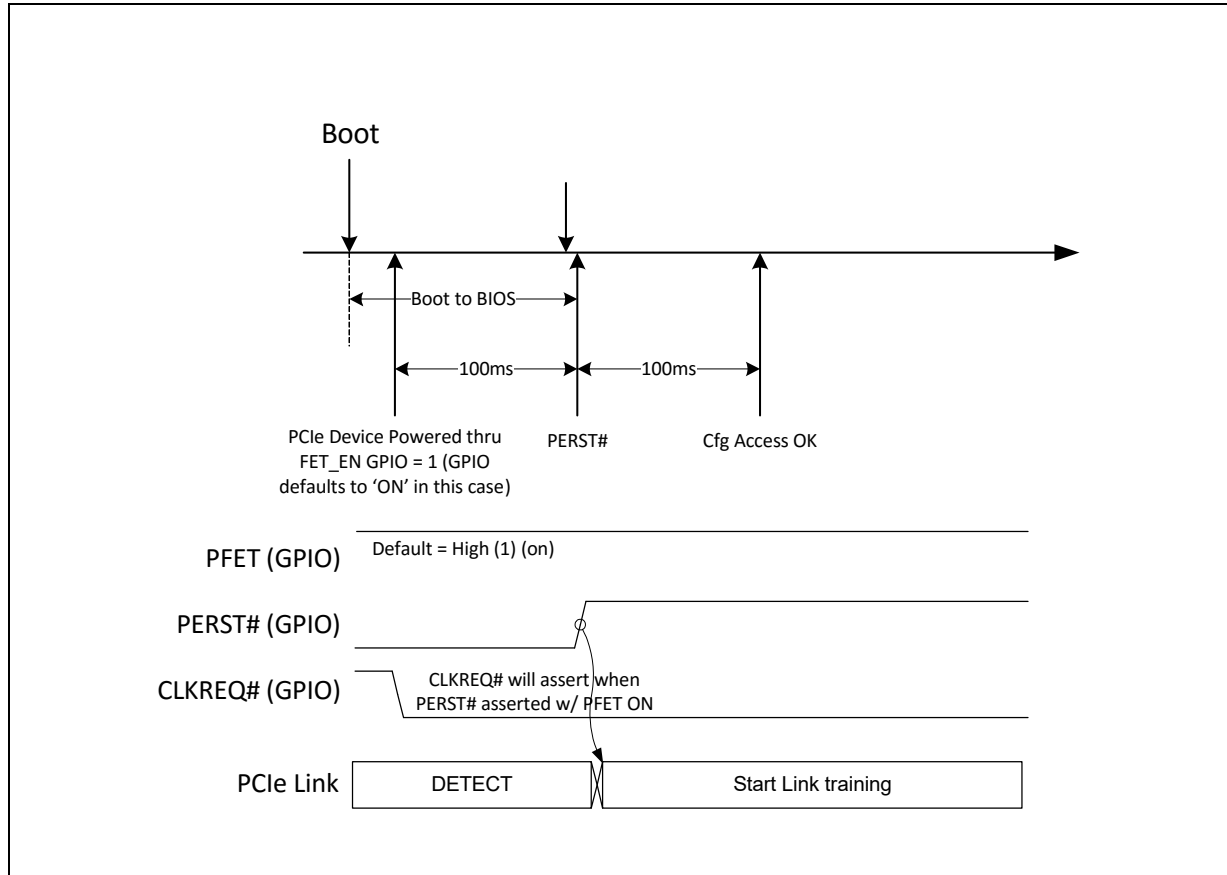 Boot
Boot to BIOS
100ms
100ms
PCIe Device Powered thru
FET_EN GPIO = 1 (GPIO
defaults to ‘ON’ in this case)
PERST#
Cfg Access OK
PFET (GPIO)
Default = High (1) (on)
PERST# (GPIO)
CLKREQ# (GPIO)
CLKREQ# will assert when
PERST# asserted w/ PFET ON
PCIe Link
DETECT
Start Link training